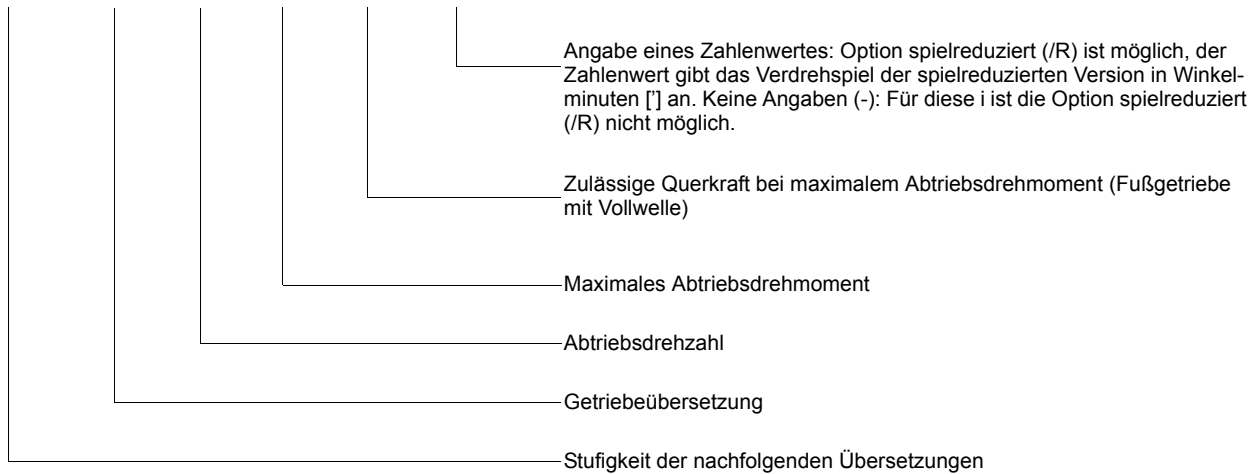 Angabe eines Zahlenwertes: Option spielreduziert (/R) ist möglich, der
Zahlenwert gibt das Verdrehspiel der spielreduzierten Version in Winkel-
minuten ['] an. Keine Angaben (-): Für diese i ist die Option spielreduziert
(/R) nicht möglich.
Zulässige Querkraft bei maximalem Abtriebsdrehmoment (Fußgetriebe
mit Vollwelle)
Maximales Abtriebsdrehmoment
Abtriebsdrehzahl
Getriebeübersetzung
Stufigkeit der nachfolgenden Übersetzungen